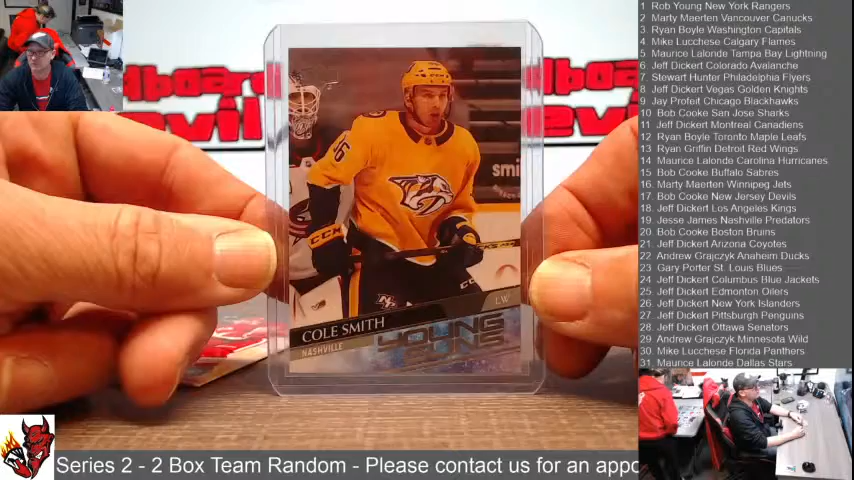 1 Rob Young New York Rangers
2 Marty Maerten Vancouver Canucks
3 Ryan Boyle Washington Capitals
4 Mike Lucchese Calgary Flames
5 Maurice Lalonde Tampa Bay Lightning
6 Jeff Dickert Colorado Avalanche
7 Stewart Hunter Philadelphia Flyers
8 Jeff Dickert Vegas Golden Knights
9 Jay Profeit Chicago Blackhawks
10 Bob Cooke San Jose Sharks
11 Jeff Dickert Montreal Canadiens
12 Ryan Boyle Toronto Maple Leafs
13 Ryan Griffin Detroit Red Wings
14 Maurice Lalonde Carolina Hurricanes
15 Bob Cooke Buffalo Sabres
16 Marty Maerten Winnipeg Jets
17 Bob Cooke New Jersey Devils
18 Jeff Dickert Los Angeles Kings
19 Jesse James Nashville Predators
20 Bob Cooke Boston Bruins
21 Jeff Dickert Arizona Coyotes
22 Andrew Grajczyk Anaheim Ducks
23 Gary Porter St. Louis Blues
24 Jeff Dickert Columbus Blue Jackets
25 Jeff Dickert Edmonton Oilers
26 Jeff Dickert New York Islanders
27 Jeff Dickert Pittsburgh Penguins
28 Jeff Dickert Ottawa Senators
29 Andrew Grajczyk Minnesota Wild
30 Mike Lucchese Florida Panthers
31 Maurice Lalonde Dallas Stars
dboard
evil
smi
CCM
LW
COLE SMITH
NASHVILLE
YOUNG
GUNS
Series 2 - 2 Box Team Random - Please contact us for an appo